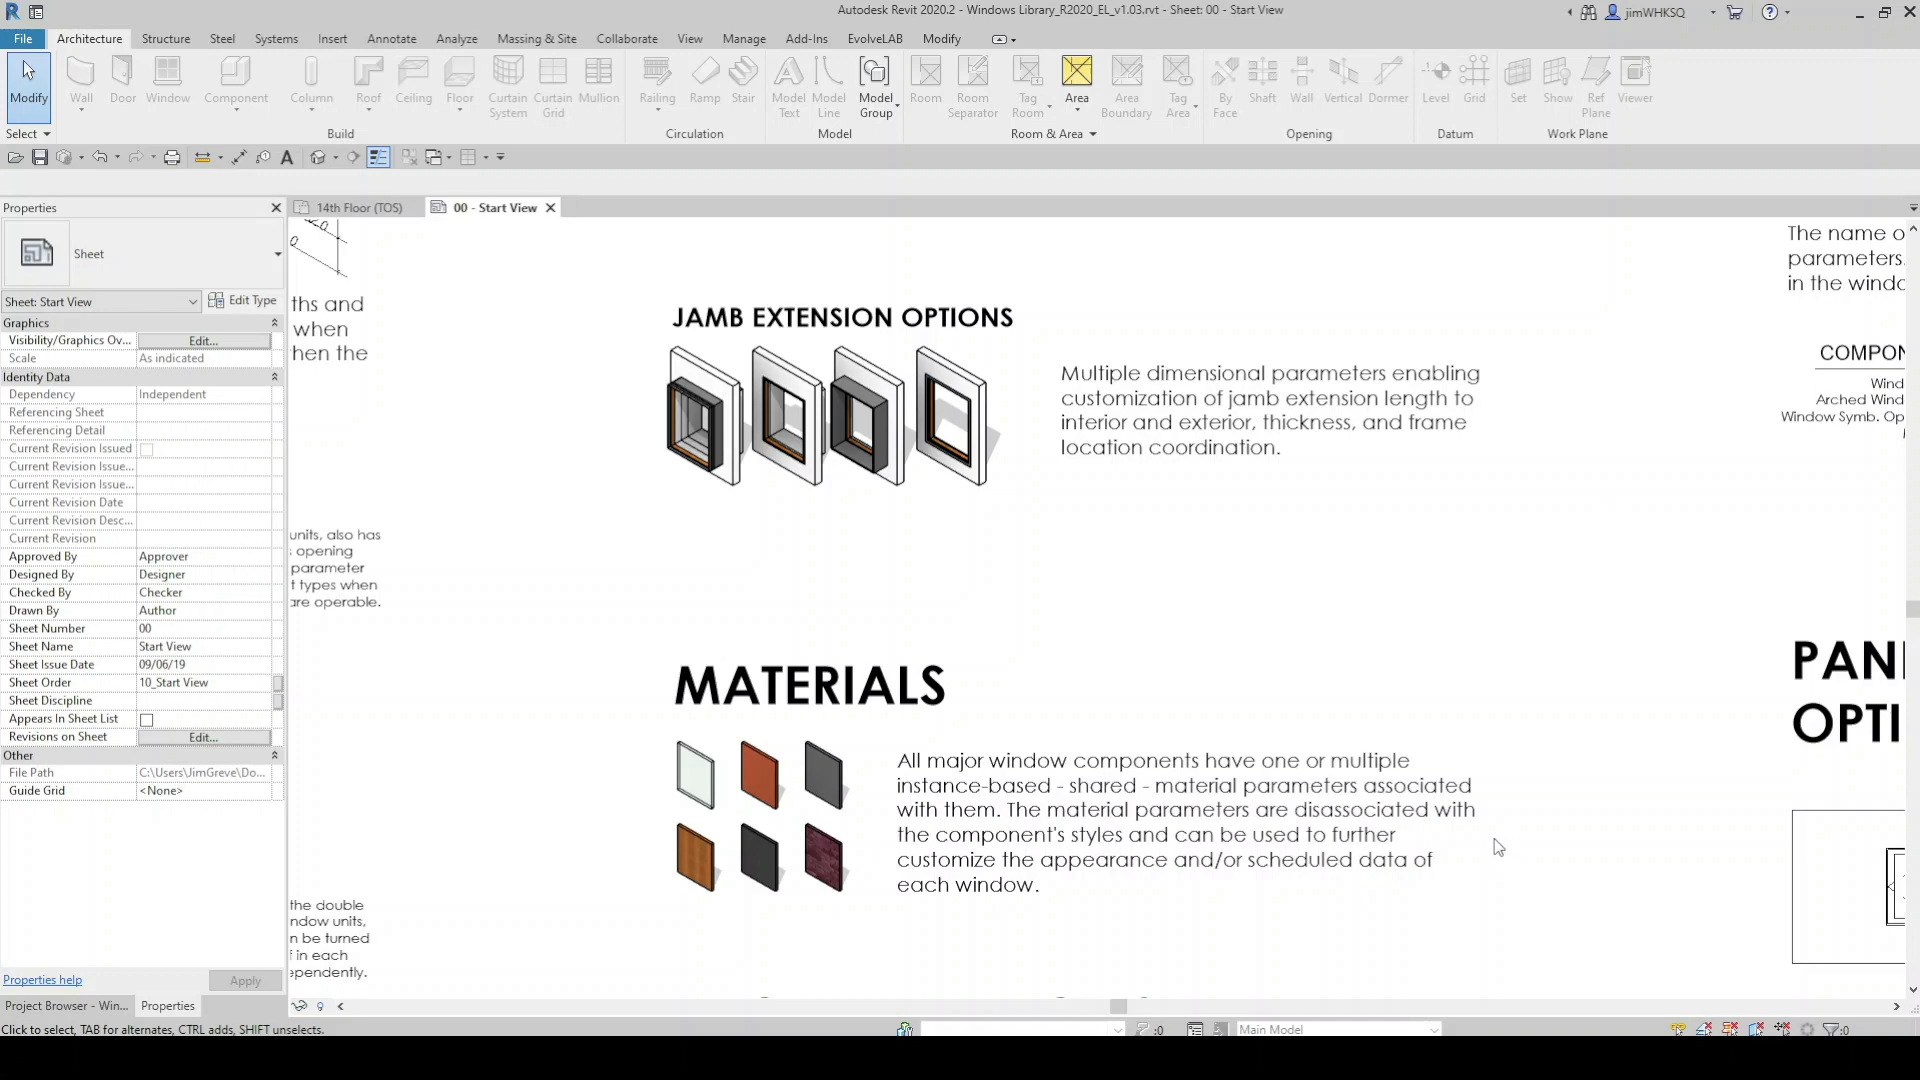 Autodesk Revit 2020.2 - Windows Library_R2020_EL_v1.03.rvt - Sheet: 00 - Start View
jimWHKSQ
File Architecture Structure Steel Systems Insert Annotate Analyze Massing & Site Collaborate View Manage Add-Ins EvolveLAB Modify
Modify Wall Door Window Component Column Roof Ceiling Floor Curtain System Curtain Grid Mullion Railing Ramp Stair Model Text Model Line Model Group Room Room Separator Tag Room Area Area Boundary Tag Area By Face Shaft Wall Vertical Dormer Level Grid Set Show Ref Plane Viewer
Select Build Circulation Model Room & Area Opening Datum Work Plane
Properties
14th Floor (TOS)
00 - Start View
Sheet
Sheet: Start View
Edit Type
Graphics
Visibility/Graphics Ov... Edit...
Scale As indicated
Identity Data
Dependency Independent
Referencing Sheet
Referencing Detail
Current Revision Issued
Current Revision Issue...
Current Revision Issue...
Current Revision Date
Current Revision Desc...
Current Revision
Approved By Approver
Designed By Designer
Checked By Checker
Drawn By Author
Sheet Number 00
Sheet Name Start View
Sheet Issue Date 09/06/19
Sheet Order 10_Start View
Sheet Discipline
Appears In Sheet List
Revisions on Sheet Edit...
Other
File Path C:\Users\JimGreve\Do...
Guide Grid <None>
Properties help
Apply
Project Browser - Win...
Properties
ths and
when
hen the
units, also has
opening
parameter
t types when
are operable.
the double
ndow units,
n be turned
f in each
ependently.
JAMB EXTENSION OPTIONS
Multiple dimensional parameters enabling
customization of jamb extension length to
interior and exterior, thickness, and frame
location coordination.
MATERIALS
All major window components have one or multiple
instance-based - shared - material parameters associated
with them. The material parameters are disassociated with
the component's styles and can be used to further
customize the appearance and/or scheduled data of
each window.
The name o
parameters.
in the windo
COMPON
Wind
Arched Wind
Window Symb. Op
PAN
OPTI
Click to select, TAB for alternates, CTRL adds, SHIFT unselects.
:0
Main Model
:0